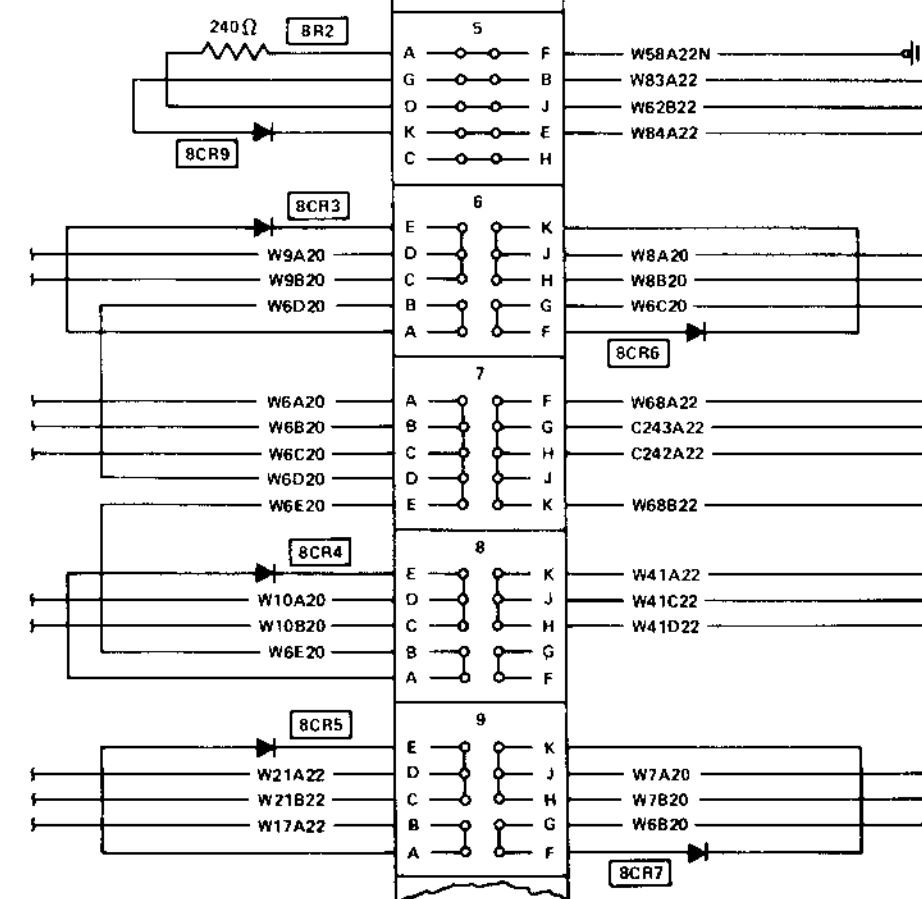 240Ω 8R2
5
A F W58A22N
G B W83A22
D J W62B22
K E W84A22
8CR9
C H
8CR3
6
E K
W9A20 D J W8A20
W9B20 C H W8B20
W6D20 B G W6C20
A F
8CR6
7
W6A20 A F W68A22
W6B20 B G C243A22
W6C20 C H C242A22
W6D20 D J
W6E20 E K W68B22
8CR4
8
E K W41A22
W10A20 D J W41C22
W10B20 C H W41D22
W6E20 B G
A F
8CR5
9
E K
W21A22 D J W7A20
W21B22 C H W7B20
W17A22 B G W6B20
A F
8CR7